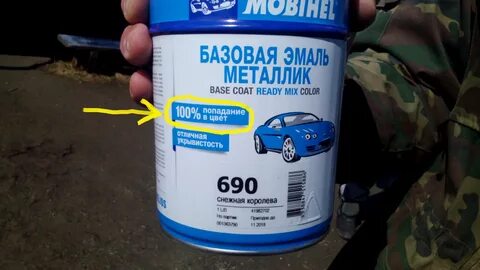 MOBIHEL
БАЗОВАЯ ЭМАЛЬ
МЕТАЛЛИК
BASE COAT READY MIX COLOR
100% попадание
в цвет
отличная
укрывистость
690
снежная королева